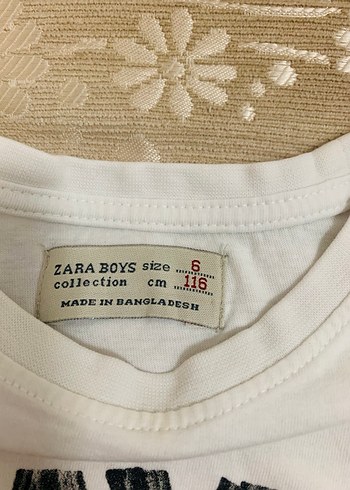 ZARA BOYS size 6
collection cm 116
MADE IN BANGLADESH